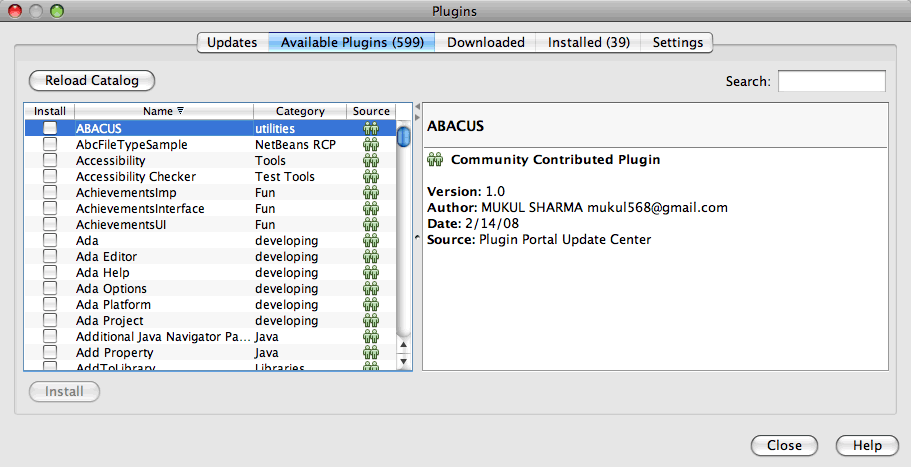 Plugins
Updates Available Plugins (599) Downloaded Installed (39) Settings
Reload Catalog Search:
Install Name Category Source
ABACUS utilities
AbcFileTypeSample NetBeans RCP
Accessibility Tools
Accessibility Checker Test Tools
AchievementsImp Fun
AchievementsInterface Fun
AchievementsUI Fun
Ada developing
Ada Editor developing
Ada Help developing
Ada Options developing
Ada Platform developing
Ada Project developing
Additional Java Navigator Pa... Java
Add Property Java
AddToLibrary Libraries
ABACUS
Community Contributed Plugin
Version: 1.0
Author: MUKUL SHARMA mukul568@gmail.com
Date: 2/14/08
Source: Plugin Portal Update Center
Install
Close Help